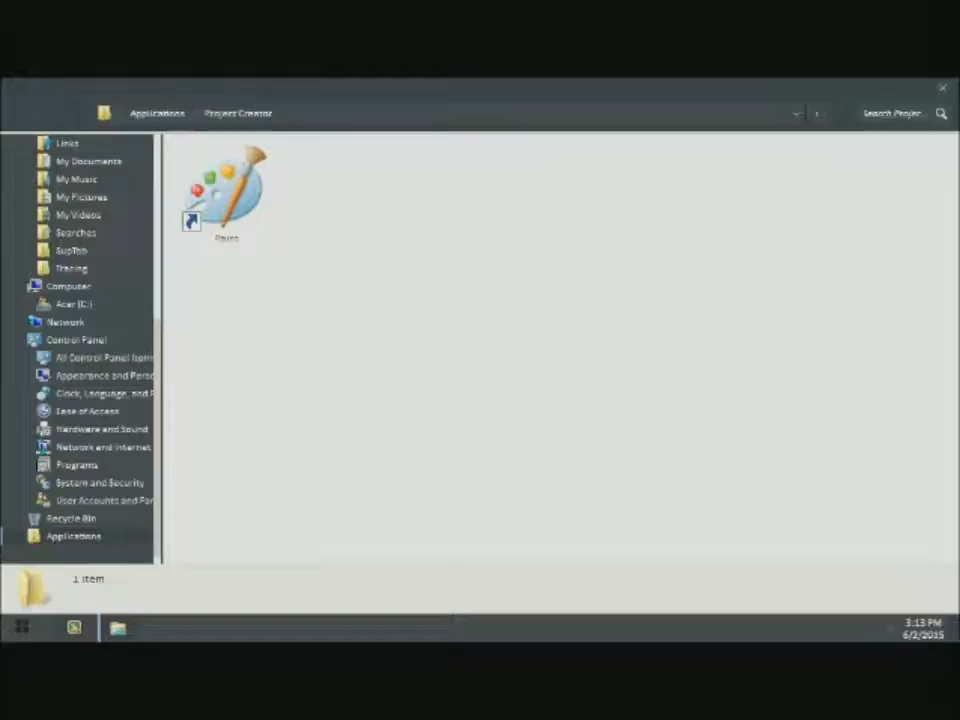 Applications Project Creator
Search Projec
Links
My Documents
My Music
My Pictures
My Videos
Searches
SupTab
Tracing
Computer
Acer (C:)
Network
Control Panel
All Control Panel Items
Appearance and Perso
Clock, Language, and R
Ease of Access
Hardware and Sound
Network and Internet
Programs
System and Security
User Accounts and Fam
Recycle Bin
Applications
Paint
1 item
3:13 PM
6/2/2015